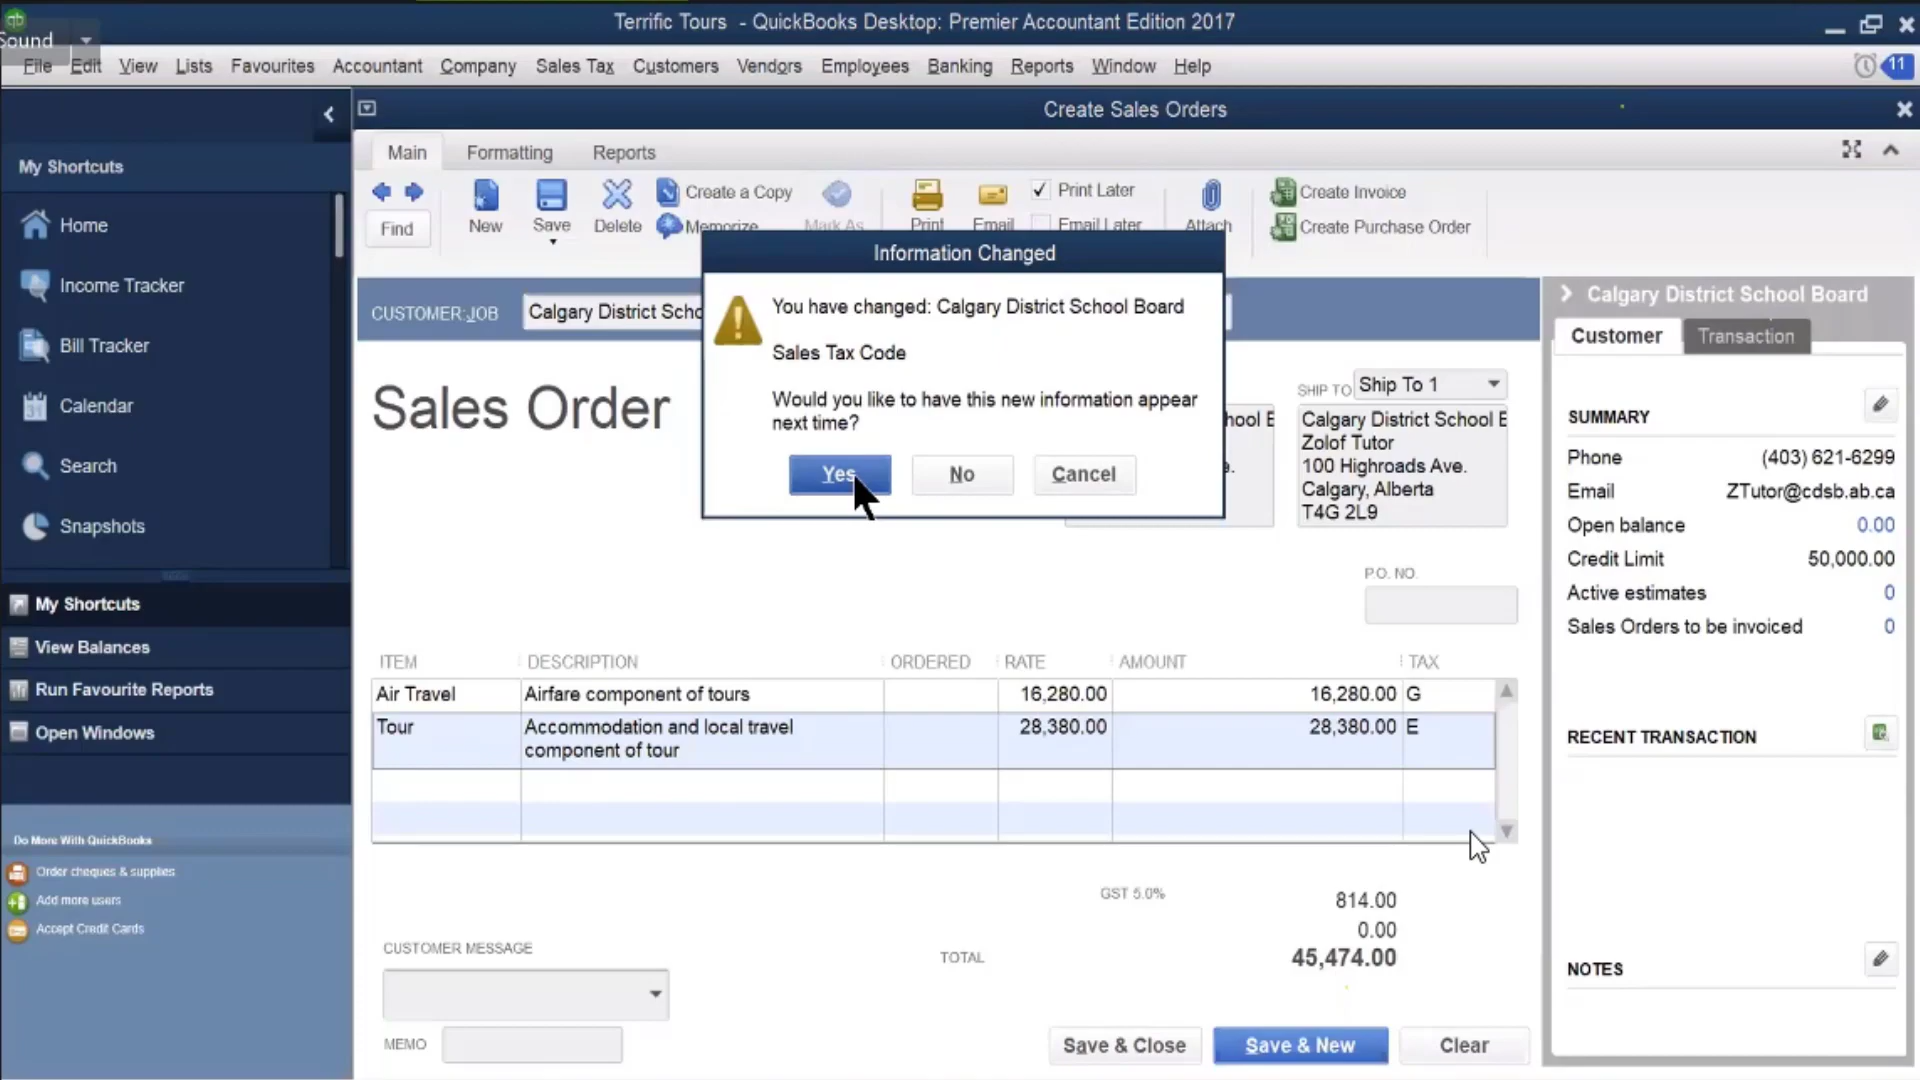 Terrific Tours - QuickBooks Desktop: Premier Accountant Edition 2017
qb
Sound
File Edit View Lists Favourites Accountant Company Sales Tax Customers Vendors Employees Banking Reports Window Help
11
Create Sales Orders
My Shortcuts
Home
Income Tracker
Bill Tracker
Calendar
Search
Snapshots
My Shortcuts
View Balances
Run Favourite Reports
Open Windows
Do More With QuickBooks
Order cheques & supplies
Add more users
Accept Credit Cards
Main Formatting Reports
Find
New
Save
Delete
Create a Copy
Memorize
Mark As
Print
Email
Print Later
Email Later
Attach
Create Invoice
Create Purchase Order
CUSTOMER:JOB
Calgary District Scho
Information Changed
You have changed: Calgary District School Board
Sales Tax Code
Would you like to have this new information appear
next time?
Yes No Cancel
Sales Order
hool E
e.
SHIP TO Ship To 1
Calgary District School E
Zolof Tutor
100 Highroads Ave.
Calgary, Alberta
T4G 2L9
P.O. NO.
ITEM DESCRIPTION ORDERED RATE AMOUNT TAX
Air Travel Airfare component of tours 16,280.00 16,280.00 G
Tour Accommodation and local travel 28,380.00 28,380.00 E
component of tour
GST 5.0% 814.00
0.00
TOTAL 45,474.00
CUSTOMER MESSAGE
MEMO
Save & Close Save & New Clear
Calgary District School Board
Customer Transaction
SUMMARY
Phone (403) 621-6299
Email ZTutor@cdsb.ab.ca
Open balance 0.00
Credit Limit 50,000.00
Active estimates 0
Sales Orders to be invoiced 0
RECENT TRANSACTION
NOTES